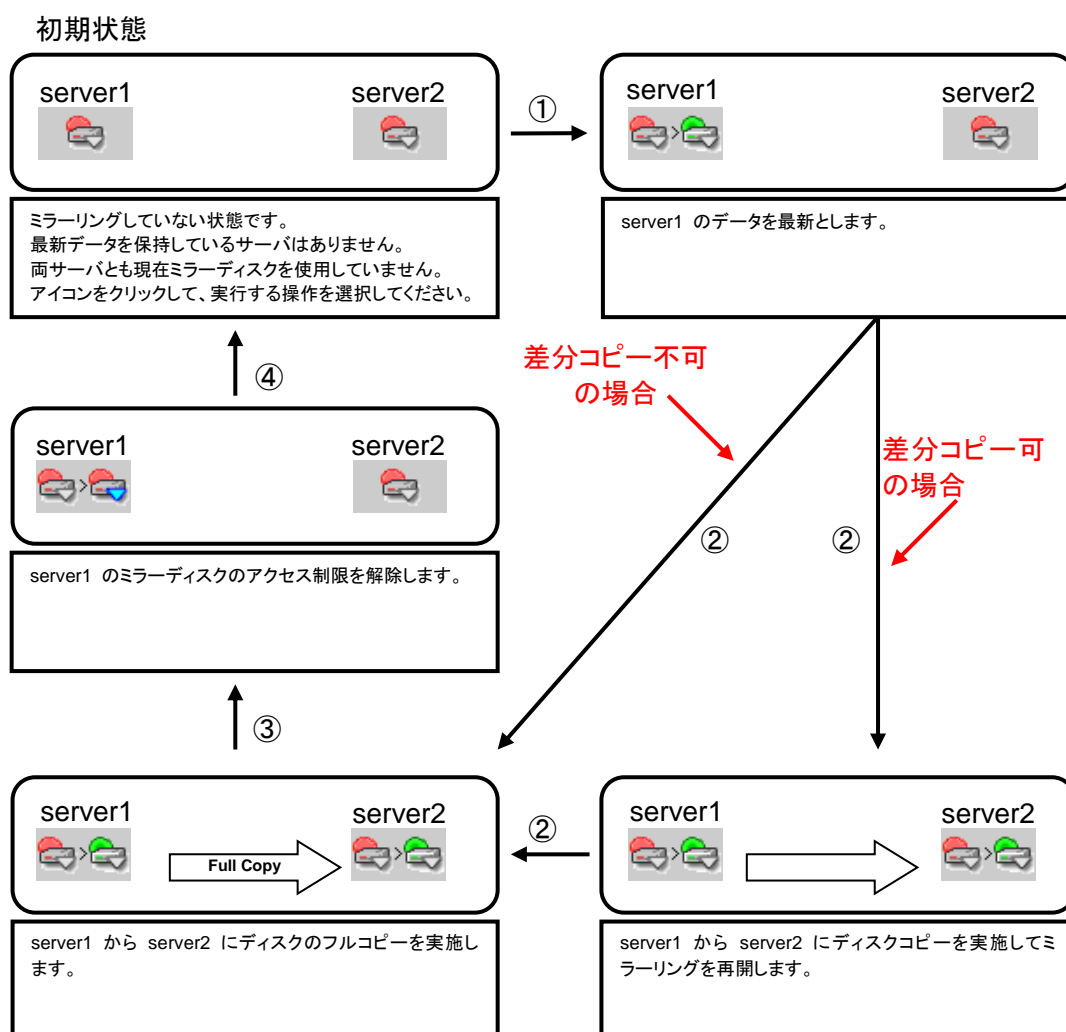 初期状態
server1
server2
①
server1
server2
ミラーリングしていない状態です。
最新データを保持しているサーバはありません。
両サーバとも現在ミラーディスクを使用していません。
アイコンをクリックして、実行する操作を選択してください。
server1 のデータを最新とします。
④
差分コピー不可
の場合
server1
server2
差分コピー可
の場合
②
②
server1 のミラーディスクのアクセス制限を解除します。
③
server1
Full Copy
server2
②
server1
server2
server1 から server2 にディスクのフルコピーを実施し
ます。
server1 から server2 にディスクコピーを実施してミ
ラーリングを再開します。